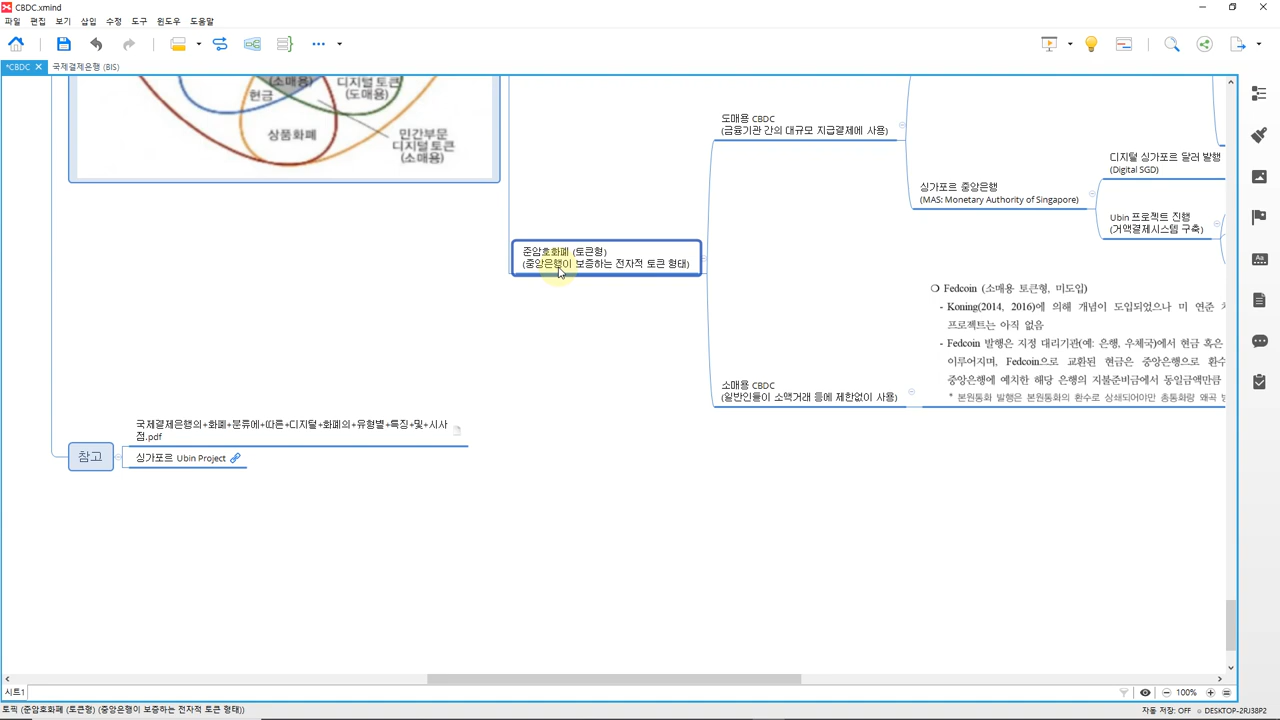 CBDC.xmind
파일 편집 보기 삽입 수정 도구 윈도우 도움말
*CBDC
국제결제은행 (BIS)
(소매용)
현금
디지털 토큰
(도매용)
상품화폐
민간부문
디지털 토큰
(소매용)
도매용 CBDC
(금융기관 간의 대규모 지급결제에 사용)
디지털 싱가포르 달러 발행
(Digital SGD)
싱가포르 중앙은행
(MAS: Monetary Authority of Singapore)
Ubin 프로젝트 진행
(거액결제시스템 구축)
준암호화폐 (토큰형)
(중앙은행이 보증하는 전자적 토큰 형태)
❍ Fedcoin (소매용 토큰형, 미도입)
- Koning(2014, 2016)에 의해 개념이 도입되었으나 미 연준
프로젝트는 아직 없음
- Fedcoin 발행은 지정 대리기관(예: 은행, 우체국)에서 현금 혹은
이루어지며, Fedcoin으로 교환된 현금은 중앙은행으로 환수
중앙은행에 예치한 해당 은행의 지불준비금에서 동일금액만큼
* 본원통화 발행은 본원통화의 환수로 상쇄되어야만 총통화량 왜곡
소매용 CBDC
(일반인들이 소액거래 등에 제한없이 사용)
참고
국제결제은행의+화폐+분류에+따른+디지털+화폐의+유형별+특징+및+시사
점.pdf
싱가포르 Ubin Project
시트1
100%
토픽 (준암호화폐 (토큰형) (중앙은행이 보증하는 전자적 토큰 형태))
자동 저장: OFF
DESKTOP-2RJ38P2